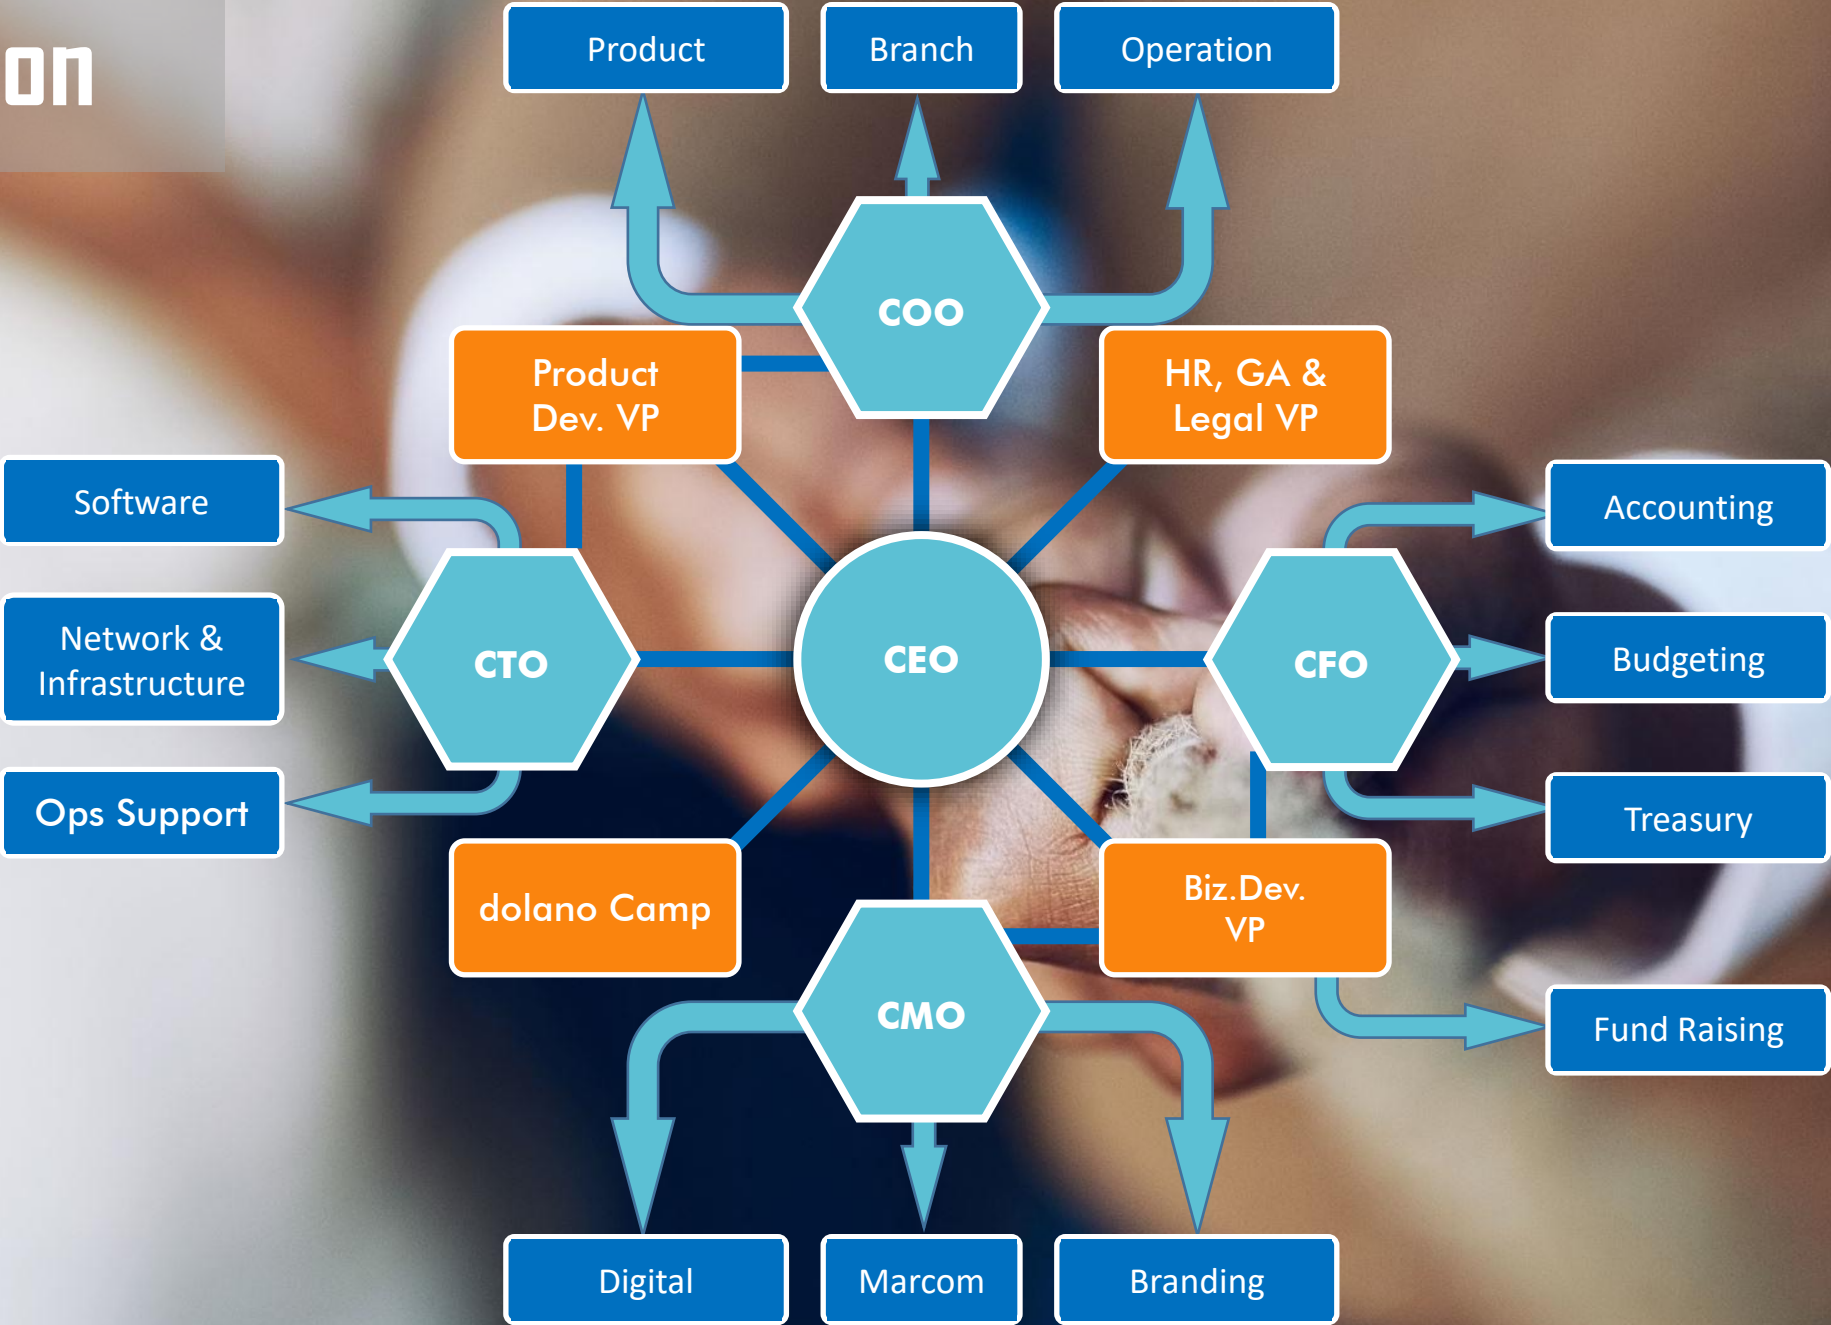 on
Product
Branch
Operation
COO
Product
Dev. VP
HR, GA &
Legal VP
Software
Accounting
Network &
Infrastructure
CTO
CEO
CFO
Budgeting
Ops Support
Treasury
dolano Camp
Biz.Dev.
VP
CMO
Fund Raising
Digital
Marcom
Branding